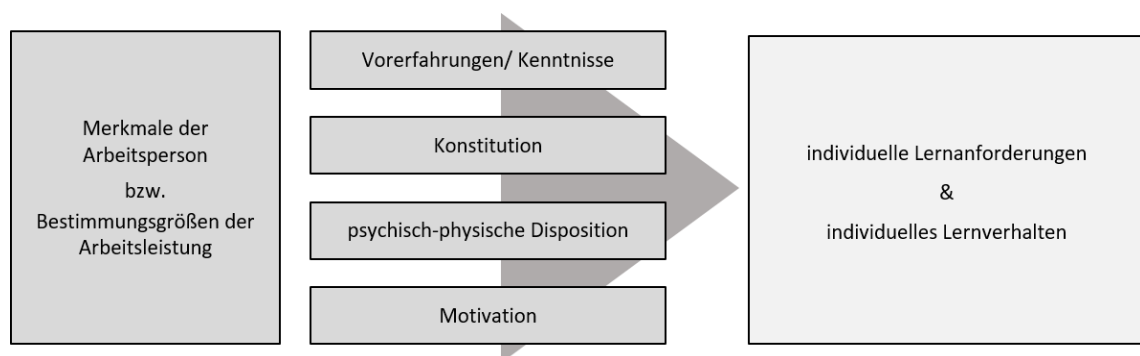 Merkmale der
Arbeitsperson
bzw.
Bestimmungsgrößen der
Arbeitsleistung
Vorerfahrungen/ Kenntnisse
Konstitution
psychisch-physische Disposition
Motivation
individuelle Lernanforderungen
&
individuelles Lernverhalten